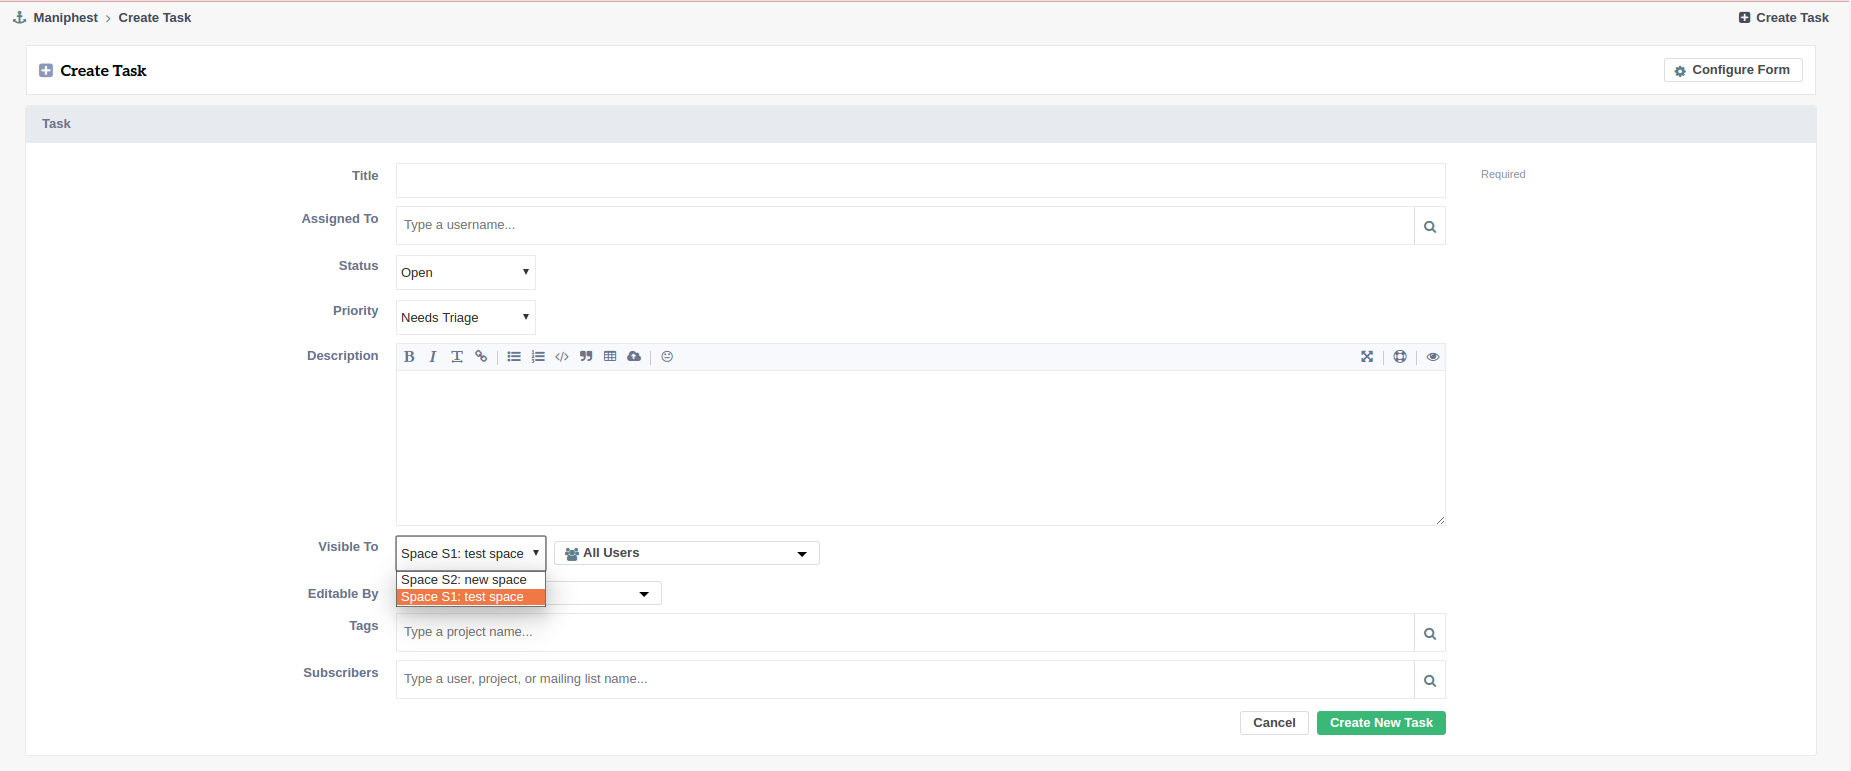 Maniphest > Create Task
Create Task
Create Task
Configure Form
Task
Title
Required
Assigned To
Type a username...
Status
Open
Priority
Needs Triage
Description
B I T
Visible To
Space S1: test space
All Users
Space S2: new space
Space S1: test space
Editable By
Tags
Type a project name...
Subscribers
Type a user, project, or mailing list name...
Cancel
Create New Task